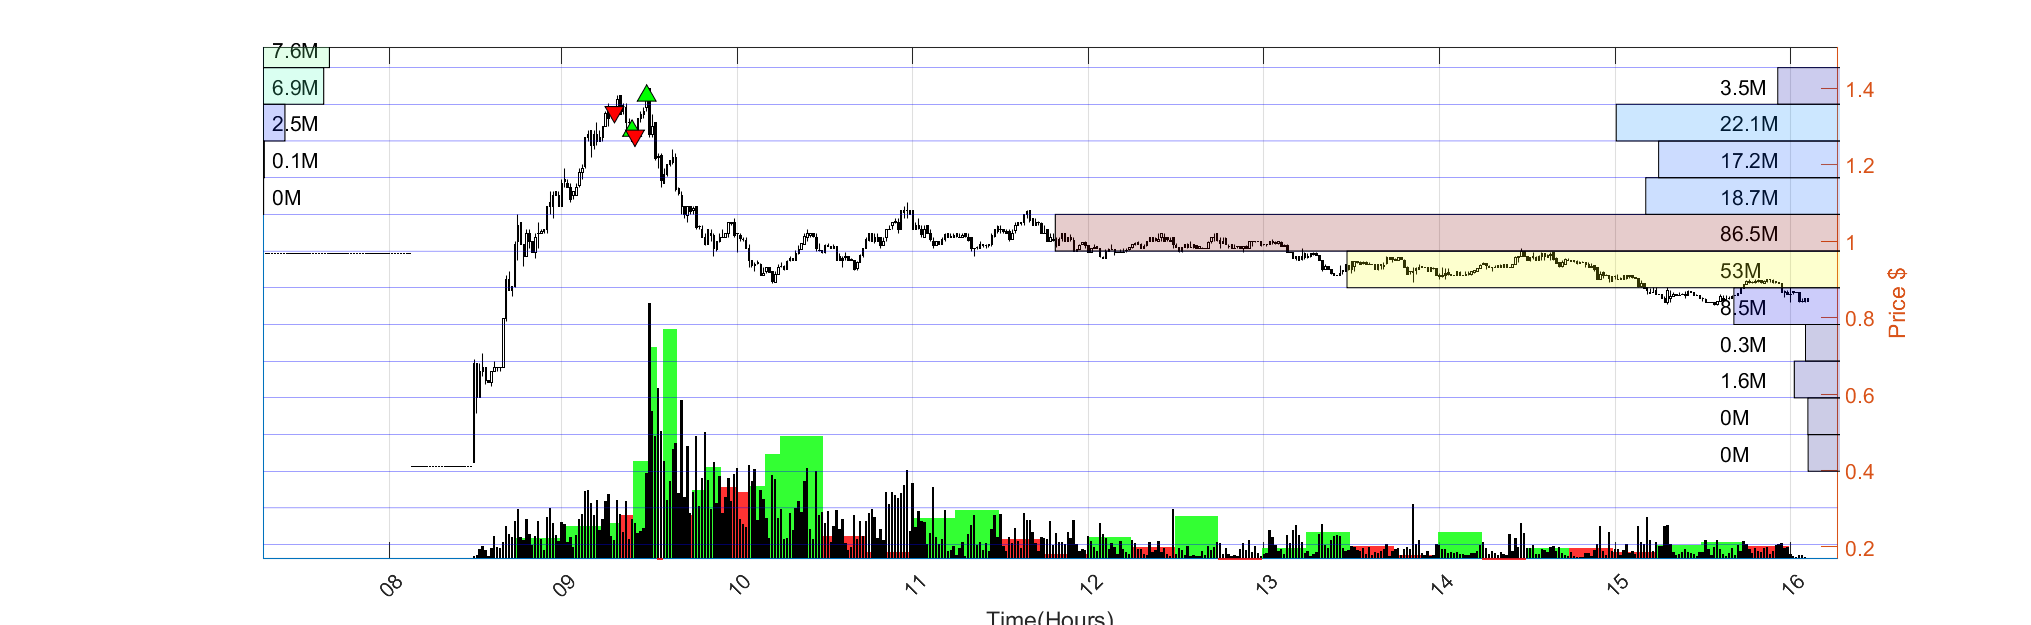 7.6M
6.9M
2.5M
0.1M
0M
3.5M
22.1M
17.2M
18.7M
86.5M
53M
8.5M
0.3M
1.6M
0M
0M
1.4
1.2
1
0.8
0.6
0.4
0.2
Price $
08 09 10 11 12 13 14 15 16
Time(Hours)